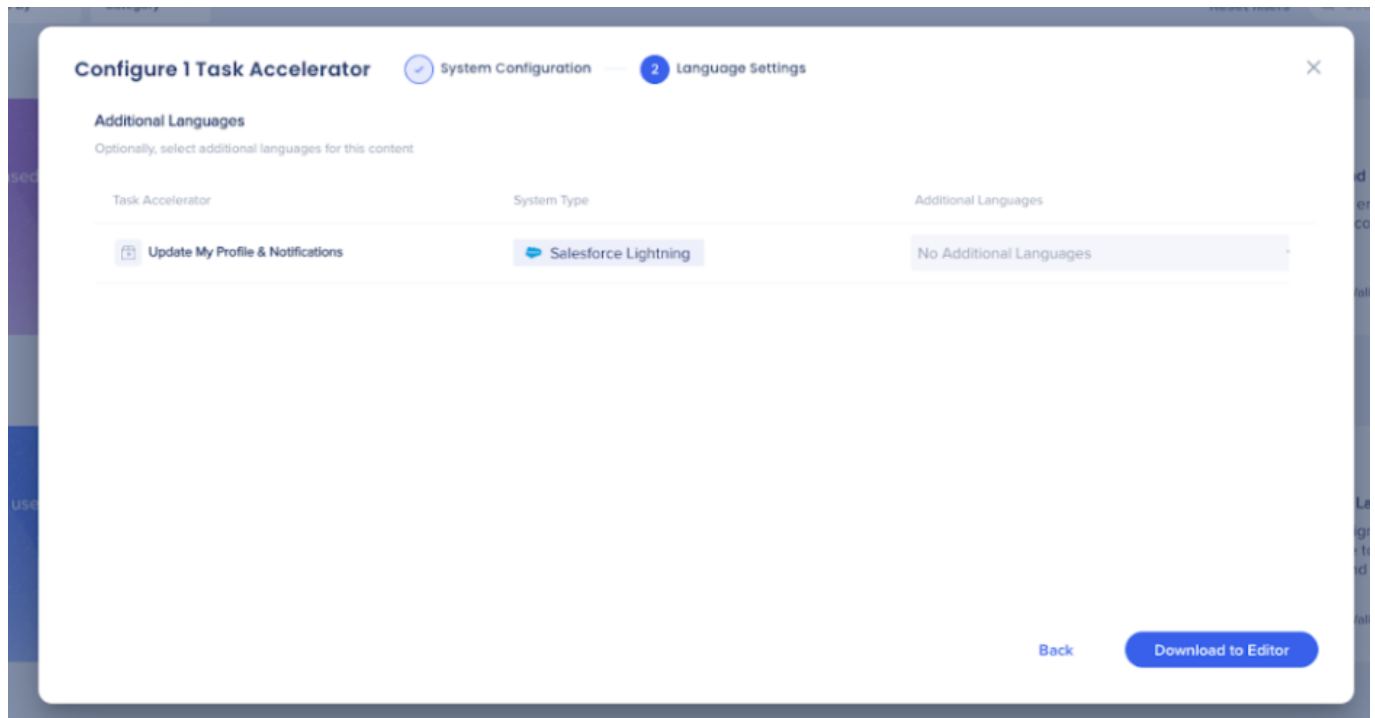 Configure 1 Task Accelerator
System Configuration
2 Language Settings
Additional Languages
Optionally, select additional languages for this content
Task Accelerator System Type Additional Languages
Update My Profile & Notifications Salesforce Lightning No Additional Languages
Back Download to Editor